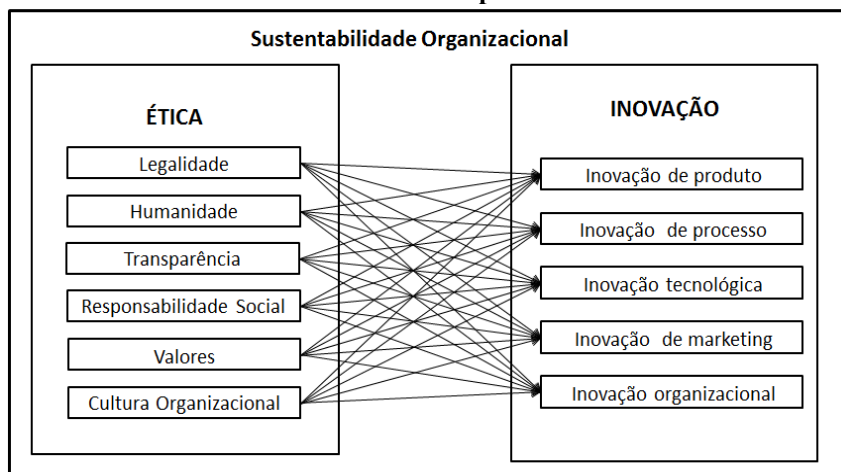 Sustentabilidade Organizacional
ÉTICA
Legalidade
Humanidade
Transparência
Responsabilidade Social
Valores
Cultura Organizacional
INOVAÇÃO
Inovação de produto
Inovação de processo
Inovação tecnológica
Inovação de marketing
Inovação organizacional